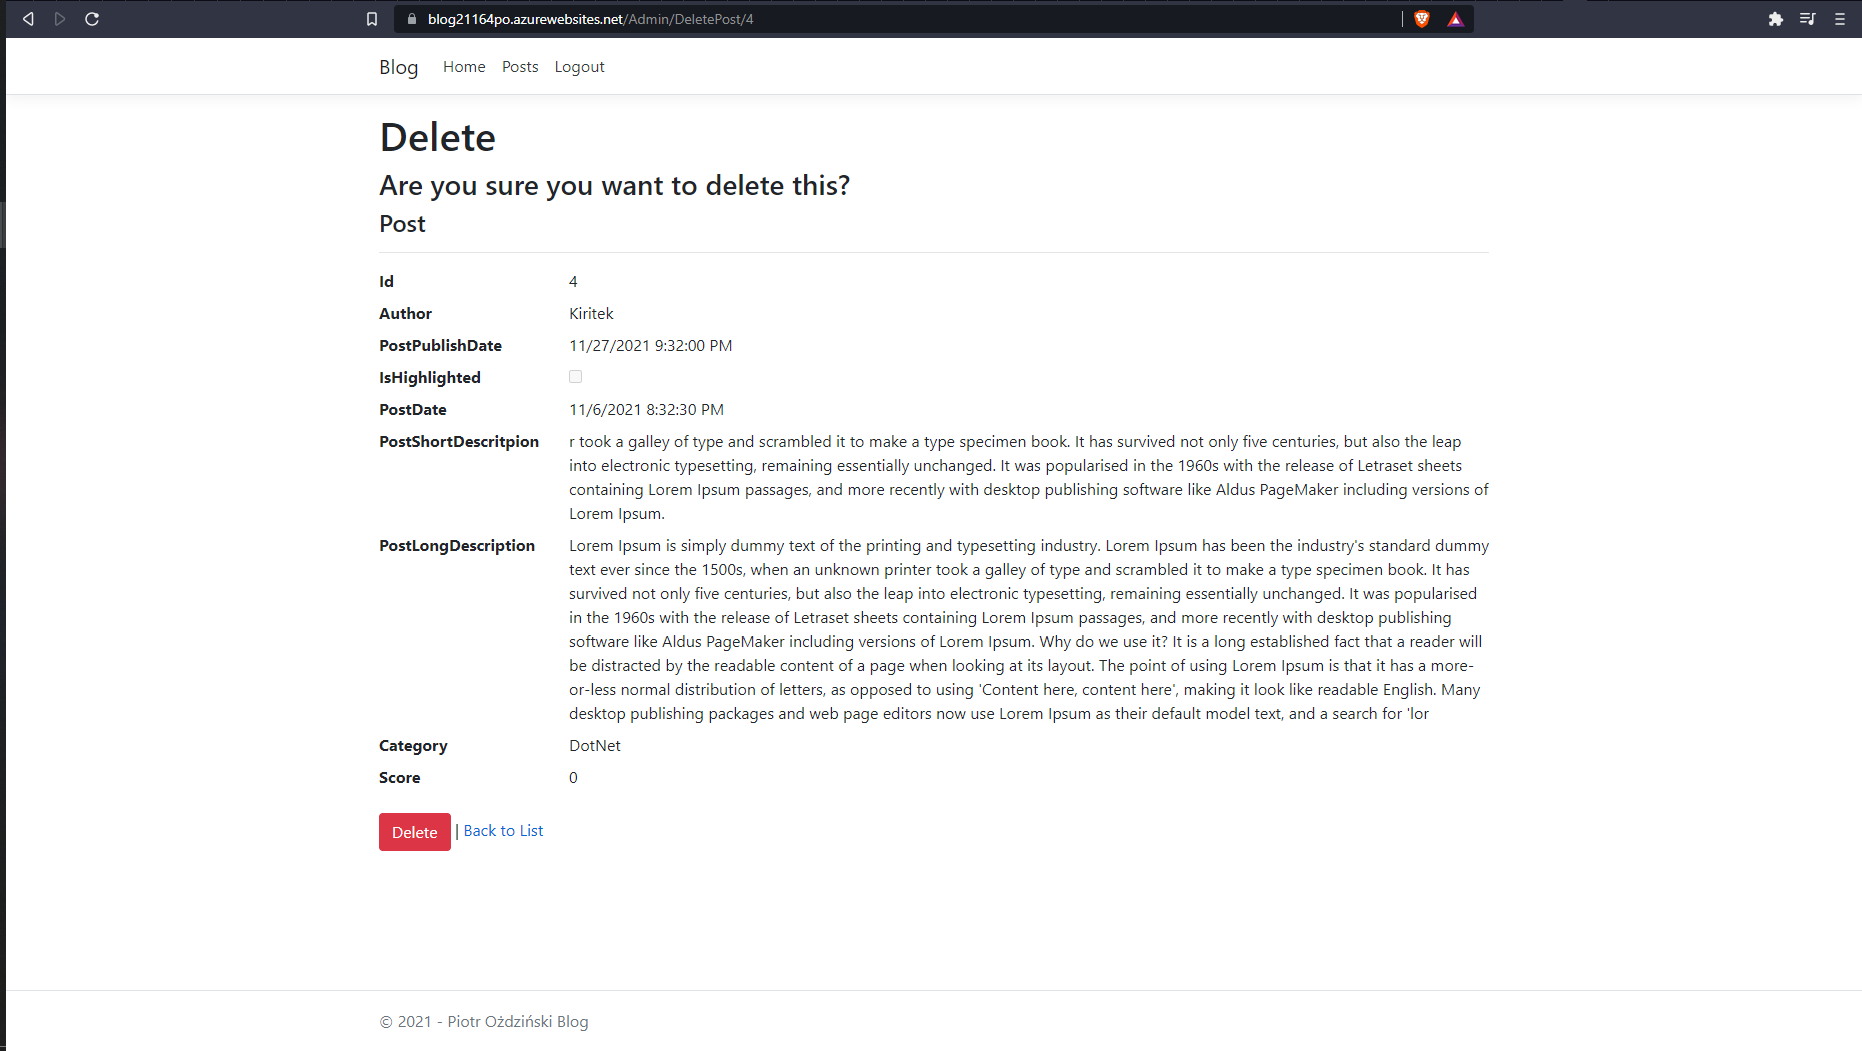 blog21164po.azurewebsites.net/Admin/DeletePost/4
Blog Home Posts Logout
Delete
Are you sure you want to delete this?
Post
Id 4
Author Kiritek
PostPublishDate 11/27/2021 9:32:00 PM
IsHighlighted
PostDate 11/6/2021 8:32:30 PM
PostShortDescritpion r took a galley of type and scrambled it to make a type specimen book. It has survived not only five centuries, but also the leap
into electronic typesetting, remaining essentially unchanged. It was popularised in the 1960s with the release of Letraset sheets
containing Lorem Ipsum passages, and more recently with desktop publishing software like Aldus PageMaker including versions of
Lorem Ipsum.
PostLongDescription Lorem Ipsum is simply dummy text of the printing and typesetting industry. Lorem Ipsum has been the industry's standard dummy
text ever since the 1500s, when an unknown printer took a galley of type and scrambled it to make a type specimen book. It has
survived not only five centuries, but also the leap into electronic typesetting, remaining essentially unchanged. It was popularised
in the 1960s with the release of Letraset sheets containing Lorem Ipsum passages, and more recently with desktop publishing
software like Aldus PageMaker including versions of Lorem Ipsum. Why do we use it? It is a long established fact that a reader will
be distracted by the readable content of a page when looking at its layout. The point of using Lorem Ipsum is that it has a more-
or-less normal distribution of letters, as opposed to using 'Content here, content here', making it look like readable English. Many
desktop publishing packages and web page editors now use Lorem Ipsum as their default model text, and a search for 'lor
Category DotNet
Score 0
Delete | Back to List
© 2021 - Piotr Ożdziński Blog